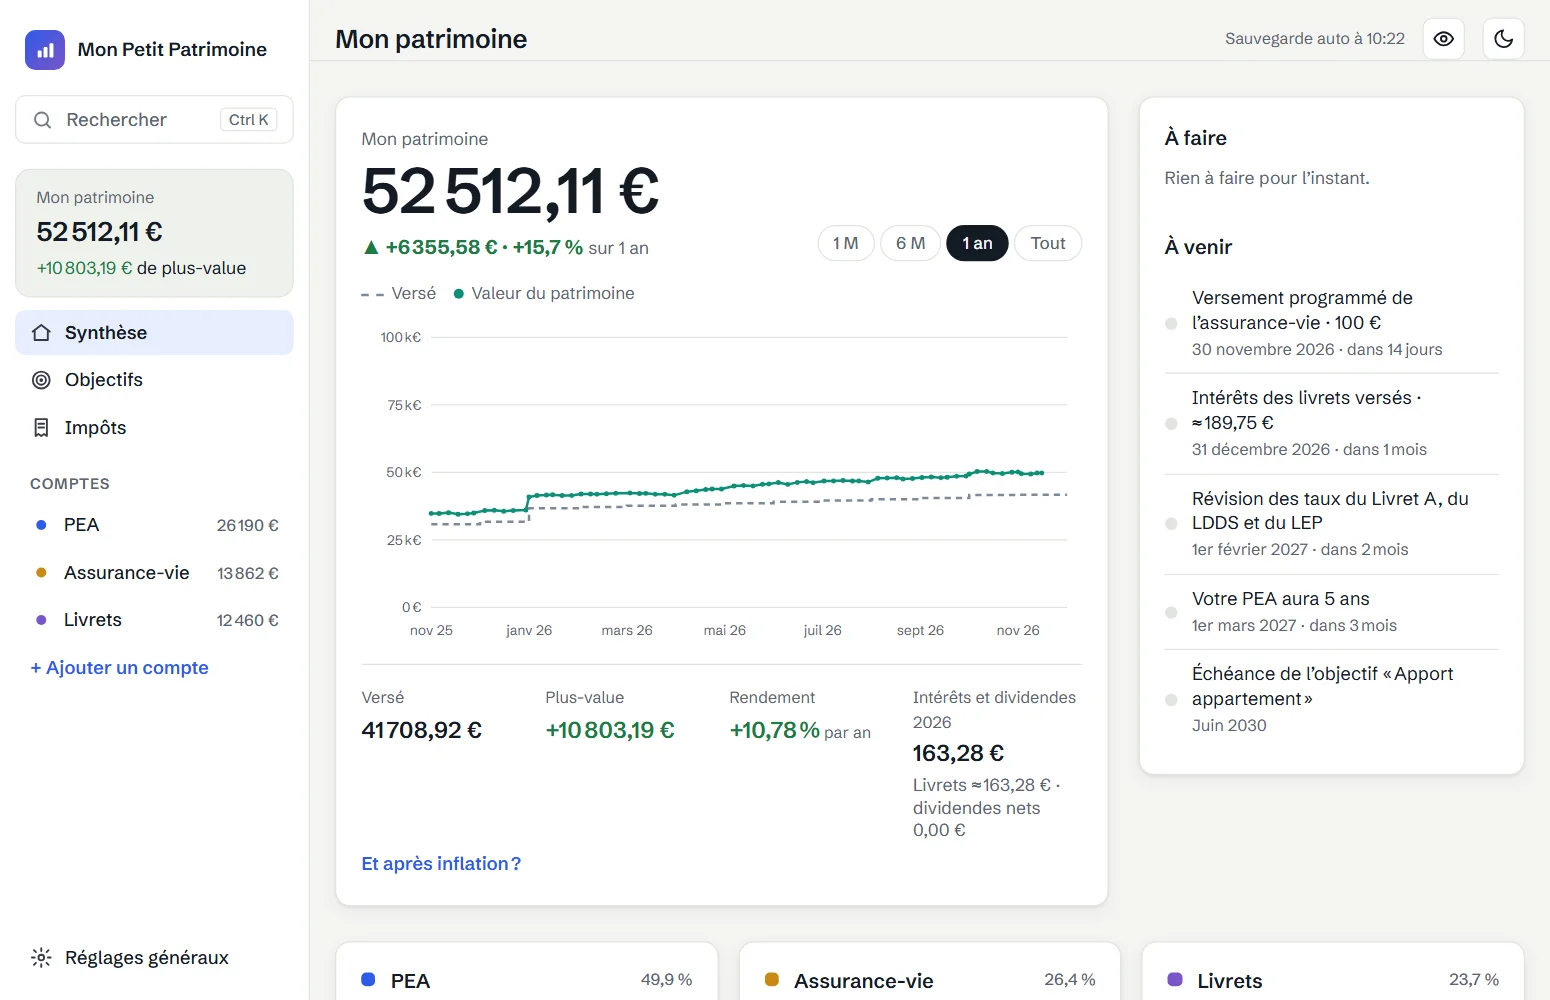 Mon Petit Patrimoine
Rechercher
Ctrl K
Mon patrimoine
52 512,11 €
+10 803,19 € de plus-value
Synthèse
Objectifs
Impôts
COMPTES
PEA 26 190 €
Assurance-vie 13 862 €
Livrets 12 460 €
+ Ajouter un compte
Réglages généraux
Mon patrimoine
Sauvegarde auto à 10:22
Mon patrimoine
52 512,11 €
▲ +6 355,58 € · +15,7 % sur 1 an
1 M 6 M 1 an Tout
Versé Valeur du patrimoine
100 k€
75 k€
50 k€
25 k€
0 €
nov 25 janv 26 mars 26 mai 26 juil 26 sept 26 nov 26
Versé
41 708,92 €
Plus-value
+10 803,19 €
Rendement
+10,78 % par an
Intérêts et dividendes
2026
163,28 €
Livrets ≈ 163,28 € ·
dividendes nets
0,00 €
Et après inflation ?
À faire
Rien à faire pour l’instant.
À venir
Versement programmé de
l’assurance-vie · 100 €
30 novembre 2026 · dans 14 jours
Intérêts des livrets versés ·
≈ 189,75 €
31 décembre 2026 · dans 1 mois
Révision des taux du Livret A, du
LDDS et du LEP
1er février 2027 · dans 2 mois
Votre PEA aura 5 ans
1er mars 2027 · dans 3 mois
Échéance de l’objectif « Apport
appartement »
Juin 2030
PEA 49,9 %
Assurance-vie 26,4 %
Livrets 23,7 %